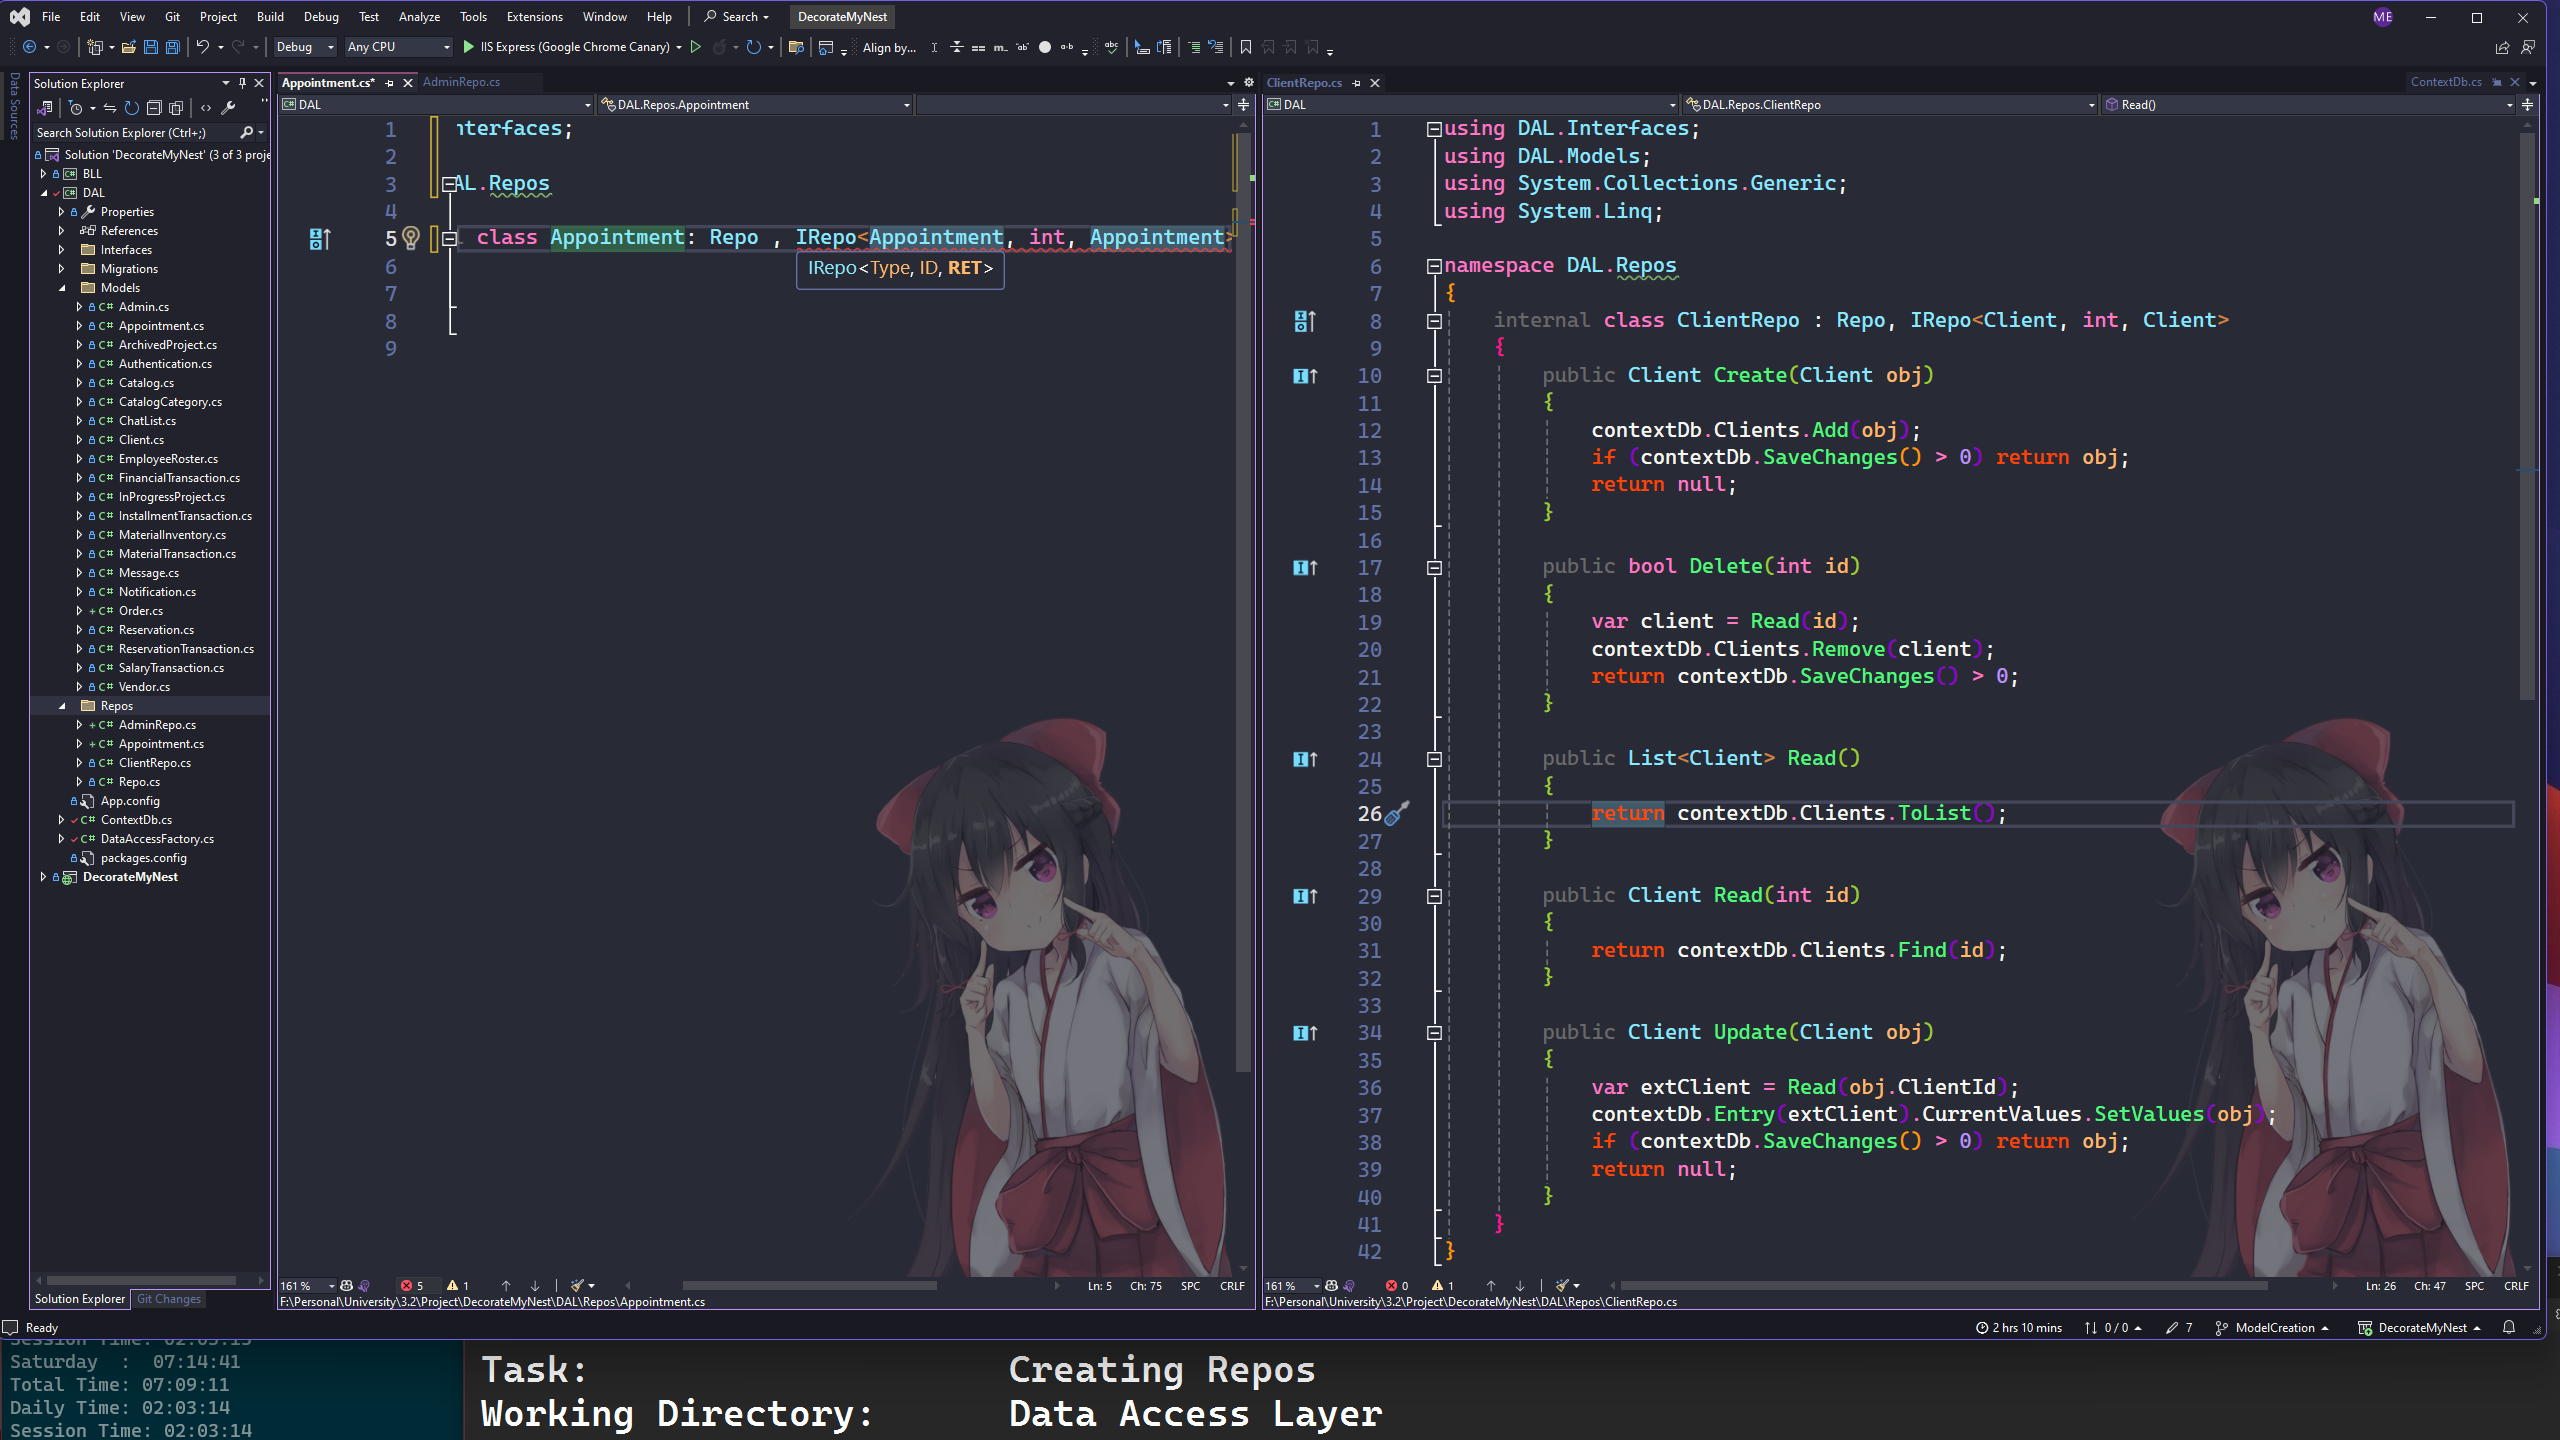 File Edit View Git Project Build Debug Test Analyze Tools Extensions Window Help Search DecorateMyNest ME
Debug Any CPU IIS Express (Google Chrome Canary) Align by...
Data Sources
Solution Explorer
Search Solution Explorer (Ctrl+;)
Solution 'DecorateMyNest' (3 of 3 proje
BLL
DAL
Properties
References
Interfaces
Migrations
Models
Admin.cs
Appointment.cs
ArchivedProject.cs
Authentication.cs
Catalog.cs
CatalogCategory.cs
ChatList.cs
Client.cs
EmployeeRoster.cs
FinancialTransaction.cs
InProgressProject.cs
InstallmentTransaction.cs
MaterialInventory.cs
MaterialTransaction.cs
Message.cs
Notification.cs
Order.cs
Reservation.cs
ReservationTransaction.cs
SalaryTransaction.cs
Vendor.cs
Repos
AdminRepo.cs
Appointment.cs
ClientRepo.cs
Repo.cs
App.config
ContextDb.cs
DataAccessFactory.cs
packages.config
DecorateMyNest
Solution Explorer Git Changes
Appointment.cs* AdminRepo.cs
DAL DAL.Repos.Appointment
1 nterfaces;
2
3 AL.Repos
4
5 class Appointment: Repo , IRepo<Appointment, int, Appointment>
IRepo<Type, ID, RET>
6
7
8
9
161 % 5 1 Ln: 5 Ch: 75 SPC CRLF
F:\Personal\University\3.2\Project\DecorateMyNest\DAL\Repos\Appointment.cs
ClientRepo.cs ContextDb.cs
DAL DAL.Repos.ClientRepo Read()
1 using DAL.Interfaces;
2 using DAL.Models;
3 using System.Collections.Generic;
4 using System.Linq;
5
6 namespace DAL.Repos
7 {
8 internal class ClientRepo : Repo, IRepo<Client, int, Client>
9 {
10 public Client Create(Client obj)
11 {
12 contextDb.Clients.Add(obj);
13 if (contextDb.SaveChanges() > 0) return obj;
14 return null;
15 }
16
17 public bool Delete(int id)
18 {
19 var client = Read(id);
20 contextDb.Clients.Remove(client);
21 return contextDb.SaveChanges() > 0;
22 }
23
24 public List<Client> Read()
25 {
26 return contextDb.Clients.ToList();
27 }
28
29 public Client Read(int id)
30 {
31 return contextDb.Clients.Find(id);
32 }
33
34 public Client Update(Client obj)
35 {
36 var extClient = Read(obj.ClientId);
37 contextDb.Entry(extClient).CurrentValues.SetValues(obj);
38 if (contextDb.SaveChanges() > 0) return obj;
39 return null;
40 }
41 }
42 }
161 % 0 1 Ln: 26 Ch: 47 SPC CRLF
F:\Personal\University\3.2\Project\DecorateMyNest\DAL\Repos\ClientRepo.cs
Ready 2 hrs 10 mins 0 / 0 7 ModelCreation DecorateMyNest
Session Time: 02:03:13
Saturday : 07:14:41
Total Time: 07:09:11
Daily Time: 02:03:14
Session Time: 02:03:14
Task: Creating Repos
Working Directory: Data Access Layer